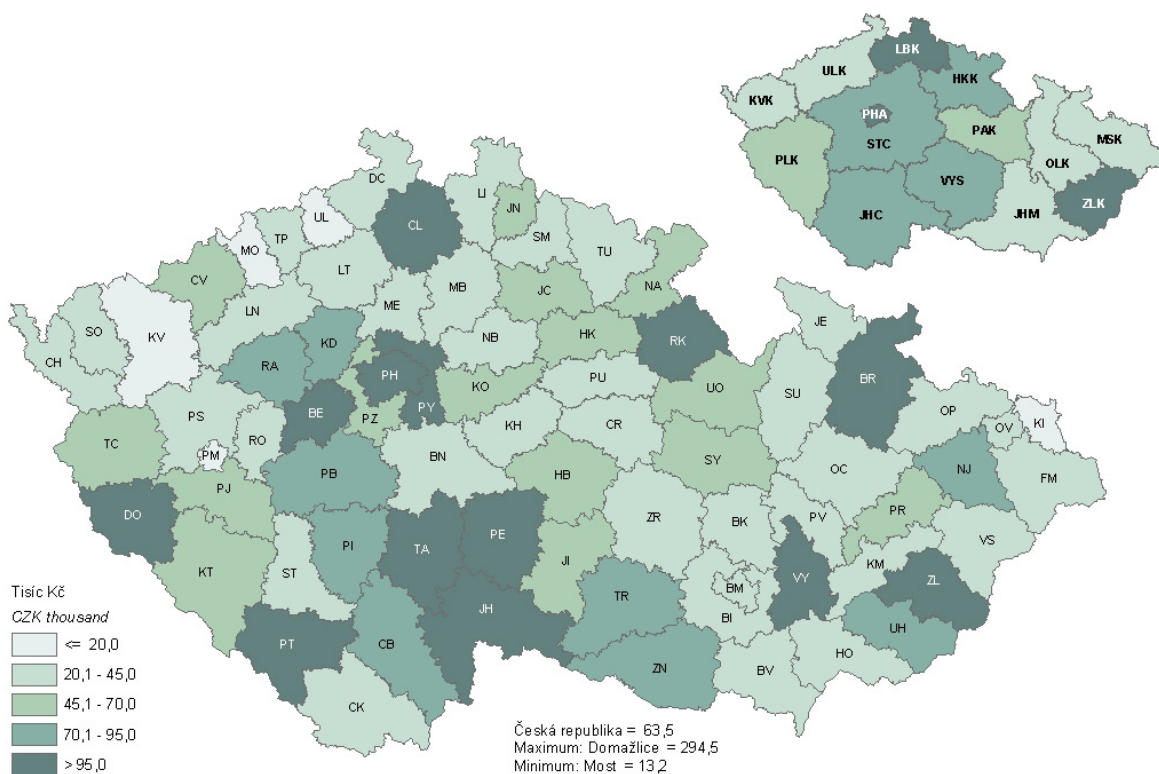 LBK
ULK
HKK
KVK
PHA
PAK
MSK
STC
PLK
OLK
VYS
ZLK
JHC
JHM
DC
LI
JN
UL
CL
TP
SM
MO
TU
CV
LT
MB
JC
NA
ME
LN
SO
KV
NB
HK
JE
KD
CH
RA
RK
PH
PU
BR
KO
UO
SU
BE
PY
PS
PZ
OP
TC
RO
KH
CR
OV
KI
PM
BN
SY
OC
NJ
PB
HB
FM
PJ
DO
ZR
BK
PV
PR
PI
TA
PE
VS
KT
ST
JI
KM
VY
ZL
BM
TR
JH
BI
UH
PT
CB
HO
ZN
BV
CK
Tisíc Kč
CZK thousand
<= 20,0
20,1 - 45,0
45,1 - 70,0
70,1 - 95,0
> 95,0
Česká republika = 63,5
Maximum: Domažlice = 294,5
Minimum: Most = 13,2